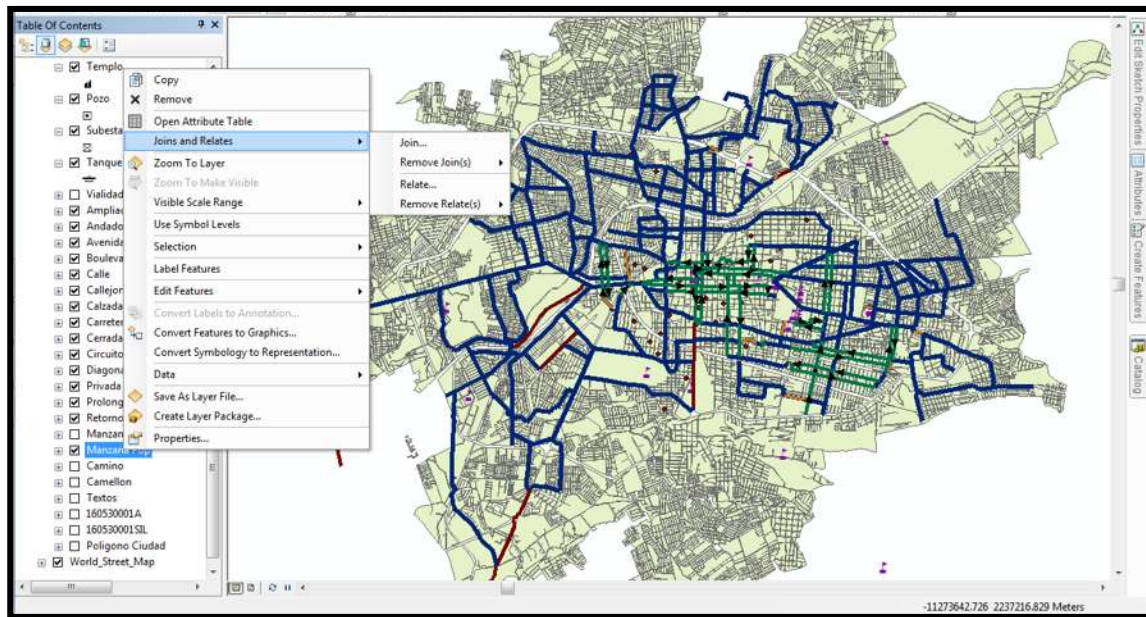 Table Of Contents
Templo
Pozo
Subesta
Tanque
Vialidad
Ampliac
Andado
Avenida
Bouleva
Calle
Callejon
Calzada
Carreter
Cerrada
Circuito
Diagona
Privada
Prolong
Retorno
Manzan
Manzana Pop
Camino
Camellon
Textos
160530001A
160530001SIL
Poligono Ciudad
World_Street_Map
Copy
Remove
Open Attribute Table
Joins and Relates
Zoom To Layer
Zoom To Make Visible
Visible Scale Range
Use Symbol Levels
Selection
Label Features
Edit Features
Convert Labels to Annotation...
Convert Features to Graphics...
Convert Symbology to Representation...
Data
Save As Layer File...
Create Layer Package...
Properties...
Join...
Remove Join(s)
Relate...
Remove Relate(s)
Edit Sketch Properties
Attributes
Create Features
Catalog
-11273642.726 2237216.829 Meters